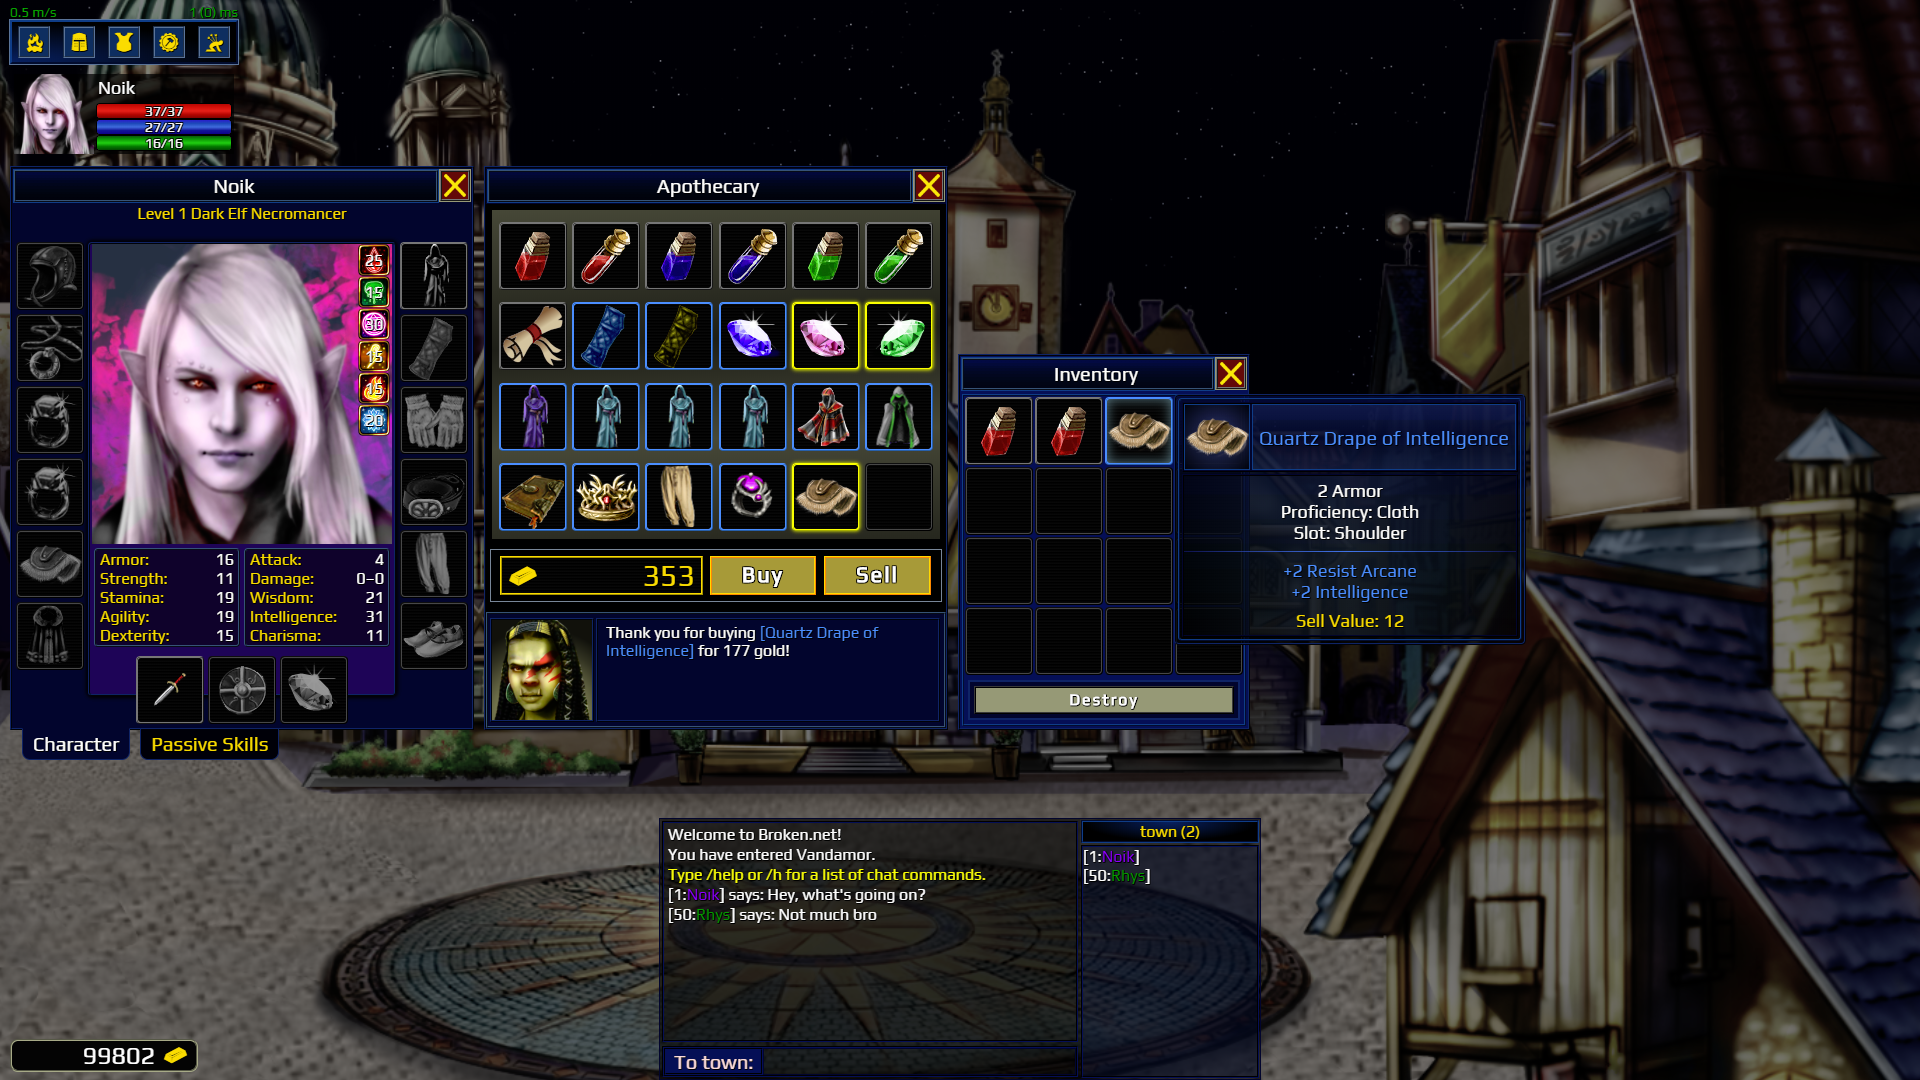 0.5 m/s
1 (0) ms
Noik
37/37
27/27
16/16
Noik
Level 1 Dark Elf Necromancer
25
15
30
15
15
20
Armor: 16
Strength: 11
Stamina: 19
Agility: 19
Dexterity: 15
Attack: 4
Damage: 0-0
Wisdom: 21
Intelligence: 31
Charisma: 11
Character
Passive Skills
Apothecary
353
Buy
Sell
Thank you for buying [Quartz Drape of
Intelligence] for 177 gold!
Inventory
Destroy
Quartz Drape of Intelligence
2 Armor
Proficiency: Cloth
Slot: Shoulder
+2 Resist Arcane
+2 Intelligence
Sell Value: 12
Welcome to Broken.net!
You have entered Vandamor.
Type /help or /h for a list of chat commands.
[1:Noik] says: Hey, what's going on?
[50:Rhys] says: Not much bro
To town:
town (2)
[1:Noik]
[50:Rhys]
99802